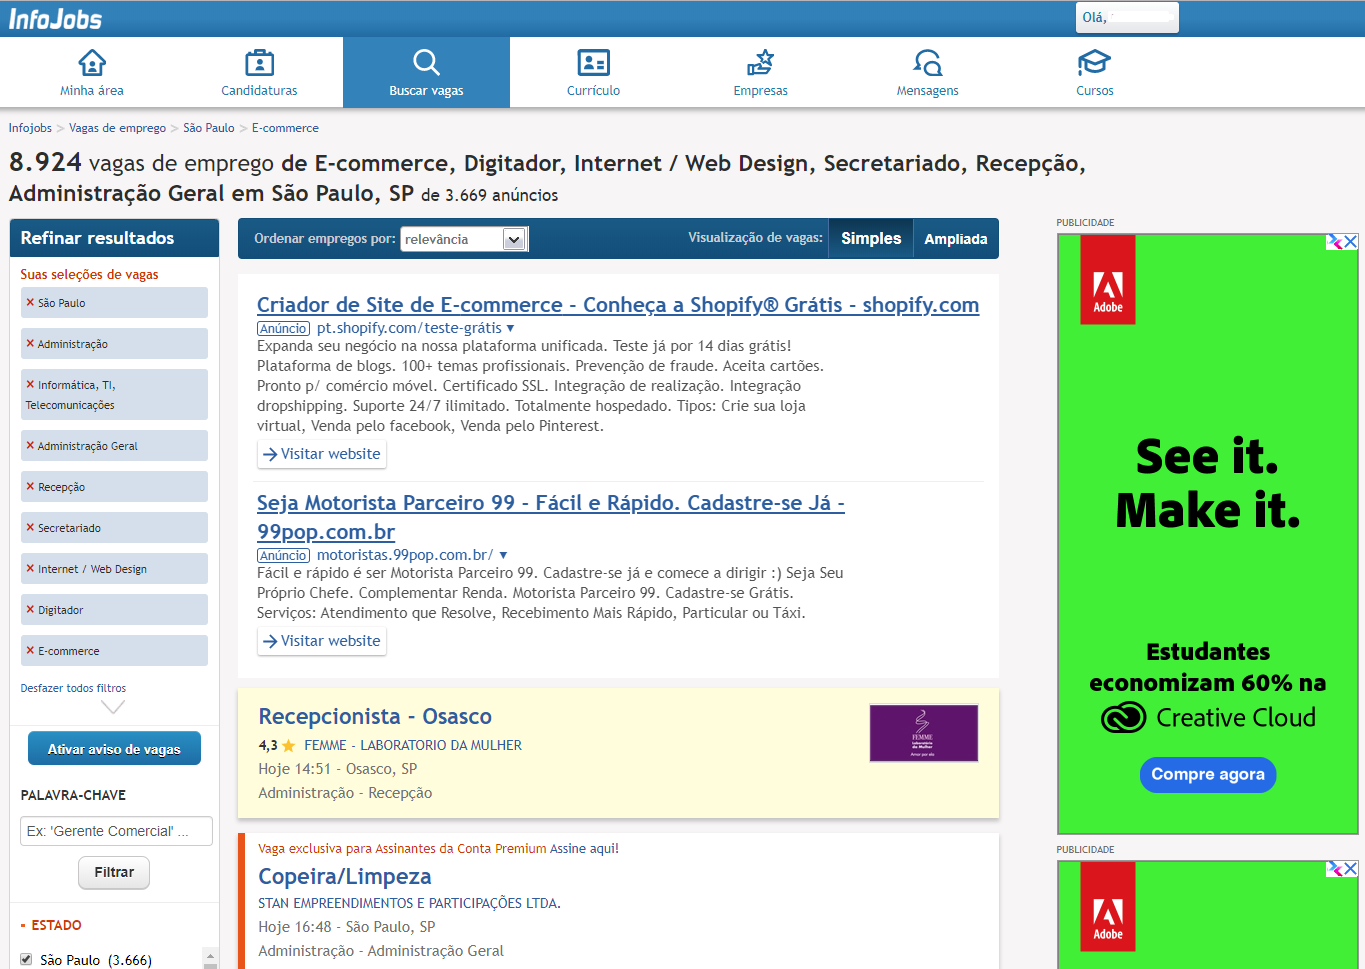 InfoJobs
Olá,
Minha área
Candidaturas
Buscar vagas
Currículo
Empresas
Mensagens
Cursos
Infojobs > Vagas de emprego > São Paulo > E-commerce
8.924 vagas de emprego de E-commerce, Digitador, Internet / Web Design, Secretariado, Recepção,
Administração Geral em São Paulo, SP de 3.669 anúncios
Refinar resultados
Suas seleções de vagas
× São Paulo
× Administração
× Informática, TI,
Telecomunicações
× Administração Geral
× Recepção
× Secretariado
× Internet / Web Design
× Digitador
× E-commerce
Desfazer todos filtros
Ativar aviso de vagas
PALAVRA-CHAVE
Ex: 'Gerente Comercial' ...
Filtrar
- ESTADO
São Paulo (3.666)
Ordenar empregos por: relevância
Visualização de vagas: Simples Ampliada
Criador de Site de E-commerce - Conheça a Shopify® Grátis - shopify.com
Anúncio pt.shopify.com/teste-grátis ▼
Expanda seu negócio na nossa plataforma unificada. Teste já por 14 dias grátis!
Plataforma de blogs. 100+ temas profissionais. Prevenção de fraude. Aceita cartões.
Pronto p/ comércio móvel. Certificado SSL. Integração de realização. Integração
dropshipping. Suporte 24/7 ilimitado. Totalmente hospedado. Tipos: Crie sua loja
virtual, Venda pelo facebook, Venda pelo Pinterest.
→ Visitar website
Seja Motorista Parceiro 99 - Fácil e Rápido. Cadastre-se Já -
99pop.com.br
Anúncio motoristas.99pop.com.br/ ▼
Fácil e rápido é ser Motorista Parceiro 99. Cadastre-se já e comece a dirigir :) Seja Seu
Próprio Chefe. Complementar Renda. Motorista Parceiro 99. Cadastre-se Grátis.
Serviços: Atendimento que Resolve, Recebimento Mais Rápido, Particular ou Táxi.
→ Visitar website
Recepcionista - Osasco
4,3 ★ FEMME - LABORATORIO DA MULHER
Hoje 14:51 - Osasco, SP
Administração - Recepção
FEMME
Laboratório
da Mulher
Vaga exclusiva para Assinantes da Conta Premium Assine aqui!
Copeira/Limpeza
STAN EMPREENDIMENTOS E PARTICIPAÇÕES LTDA.
Hoje 16:48 - São Paulo, SP
Administração - Administração Geral
PUBLICIDADE
Adobe
See it.
Make it.
Estudantes
economizam 60% na
Creative Cloud
Compre agora
PUBLICIDADE
Adobe